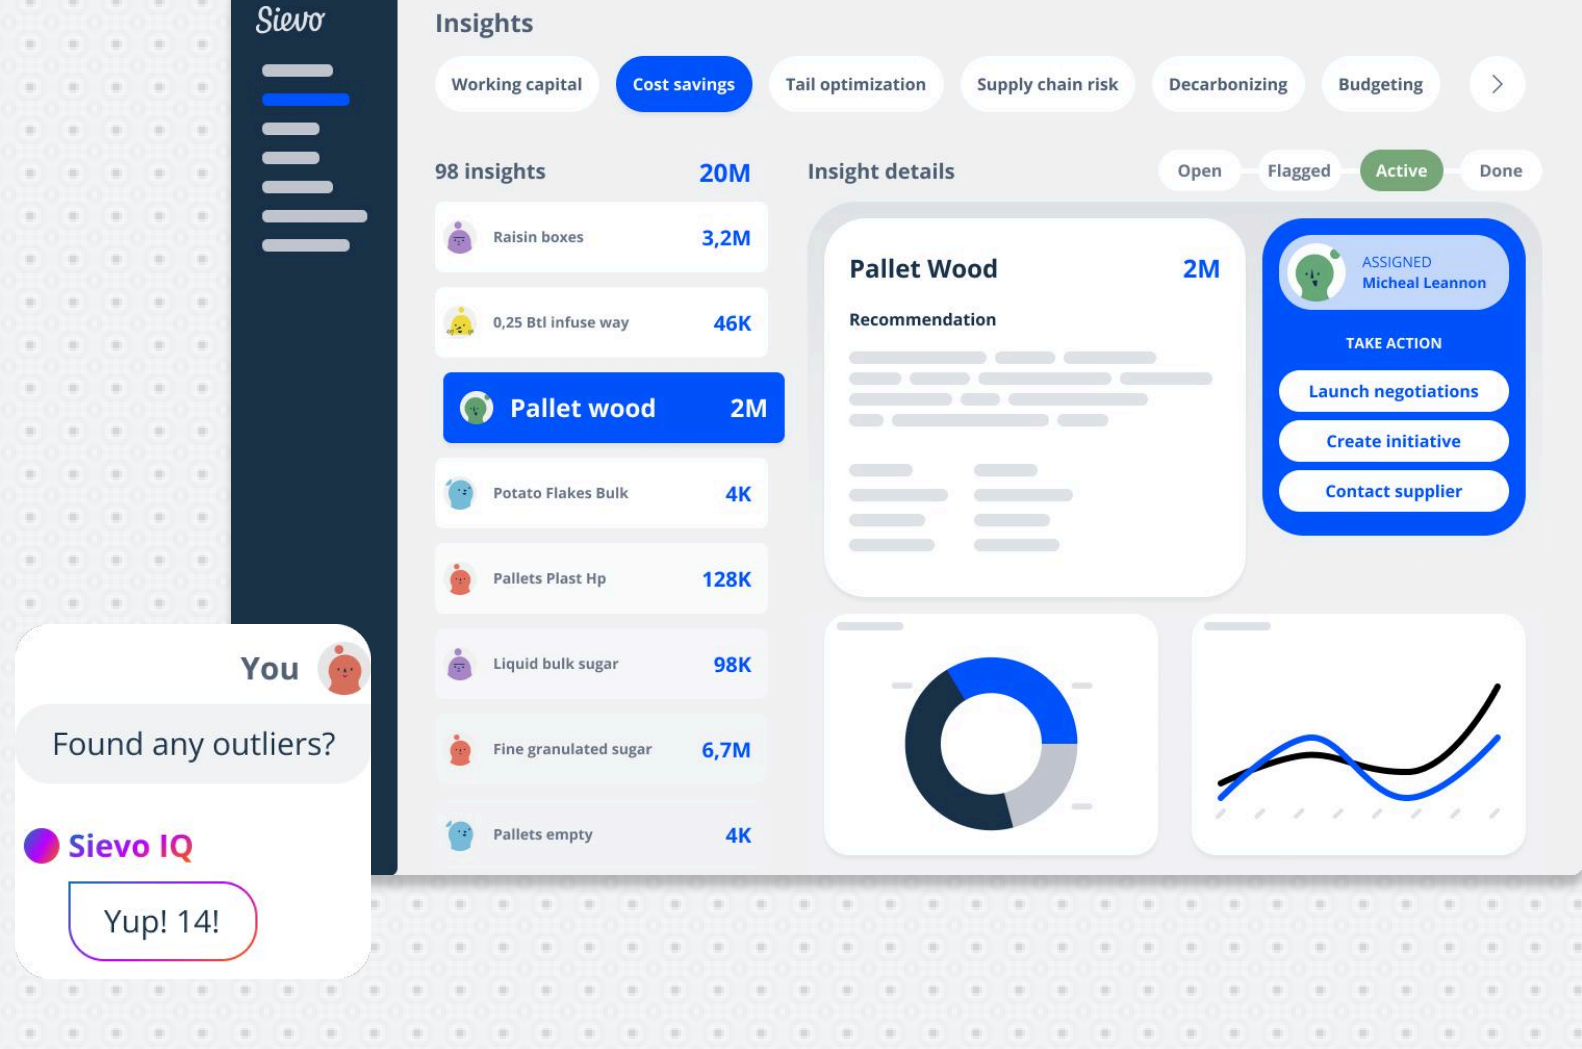 Sievo
Insights
Working capital
Cost savings
Tail optimization
Supply chain risk
Decarbonizing
Budgeting
98 insights
20M
Raisin boxes
3,2M
0,25 Btl infuse way
46K
Pallet wood
2M
Potato Flakes Bulk
4K
Pallets Plast Hp
128K
Liquid bulk sugar
98K
Fine granulated sugar
6,7M
Pallets empty
4K
Insight details
Open
Flagged
Active
Done
Pallet Wood
2M
Recommendation
ASSIGNED
Micheal Leannon
TAKE ACTION
Launch negotiations
Create initiative
Contact supplier
You
Found any outliers?
Sievo IQ
Yup! 14!